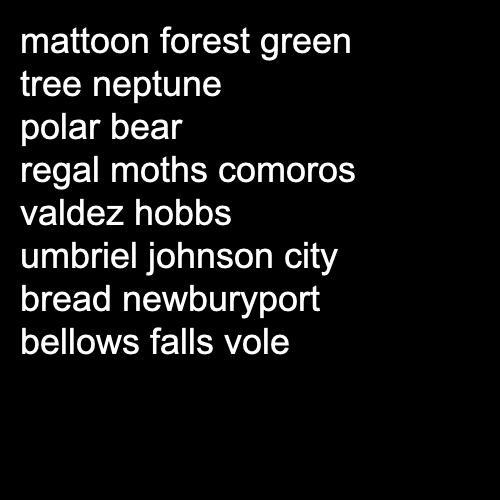 mattoon forest green
tree neptune
polar bear
regal moths comoros
valdez hobbs
umbriel johnson city
bread newburyport
bellows falls vole